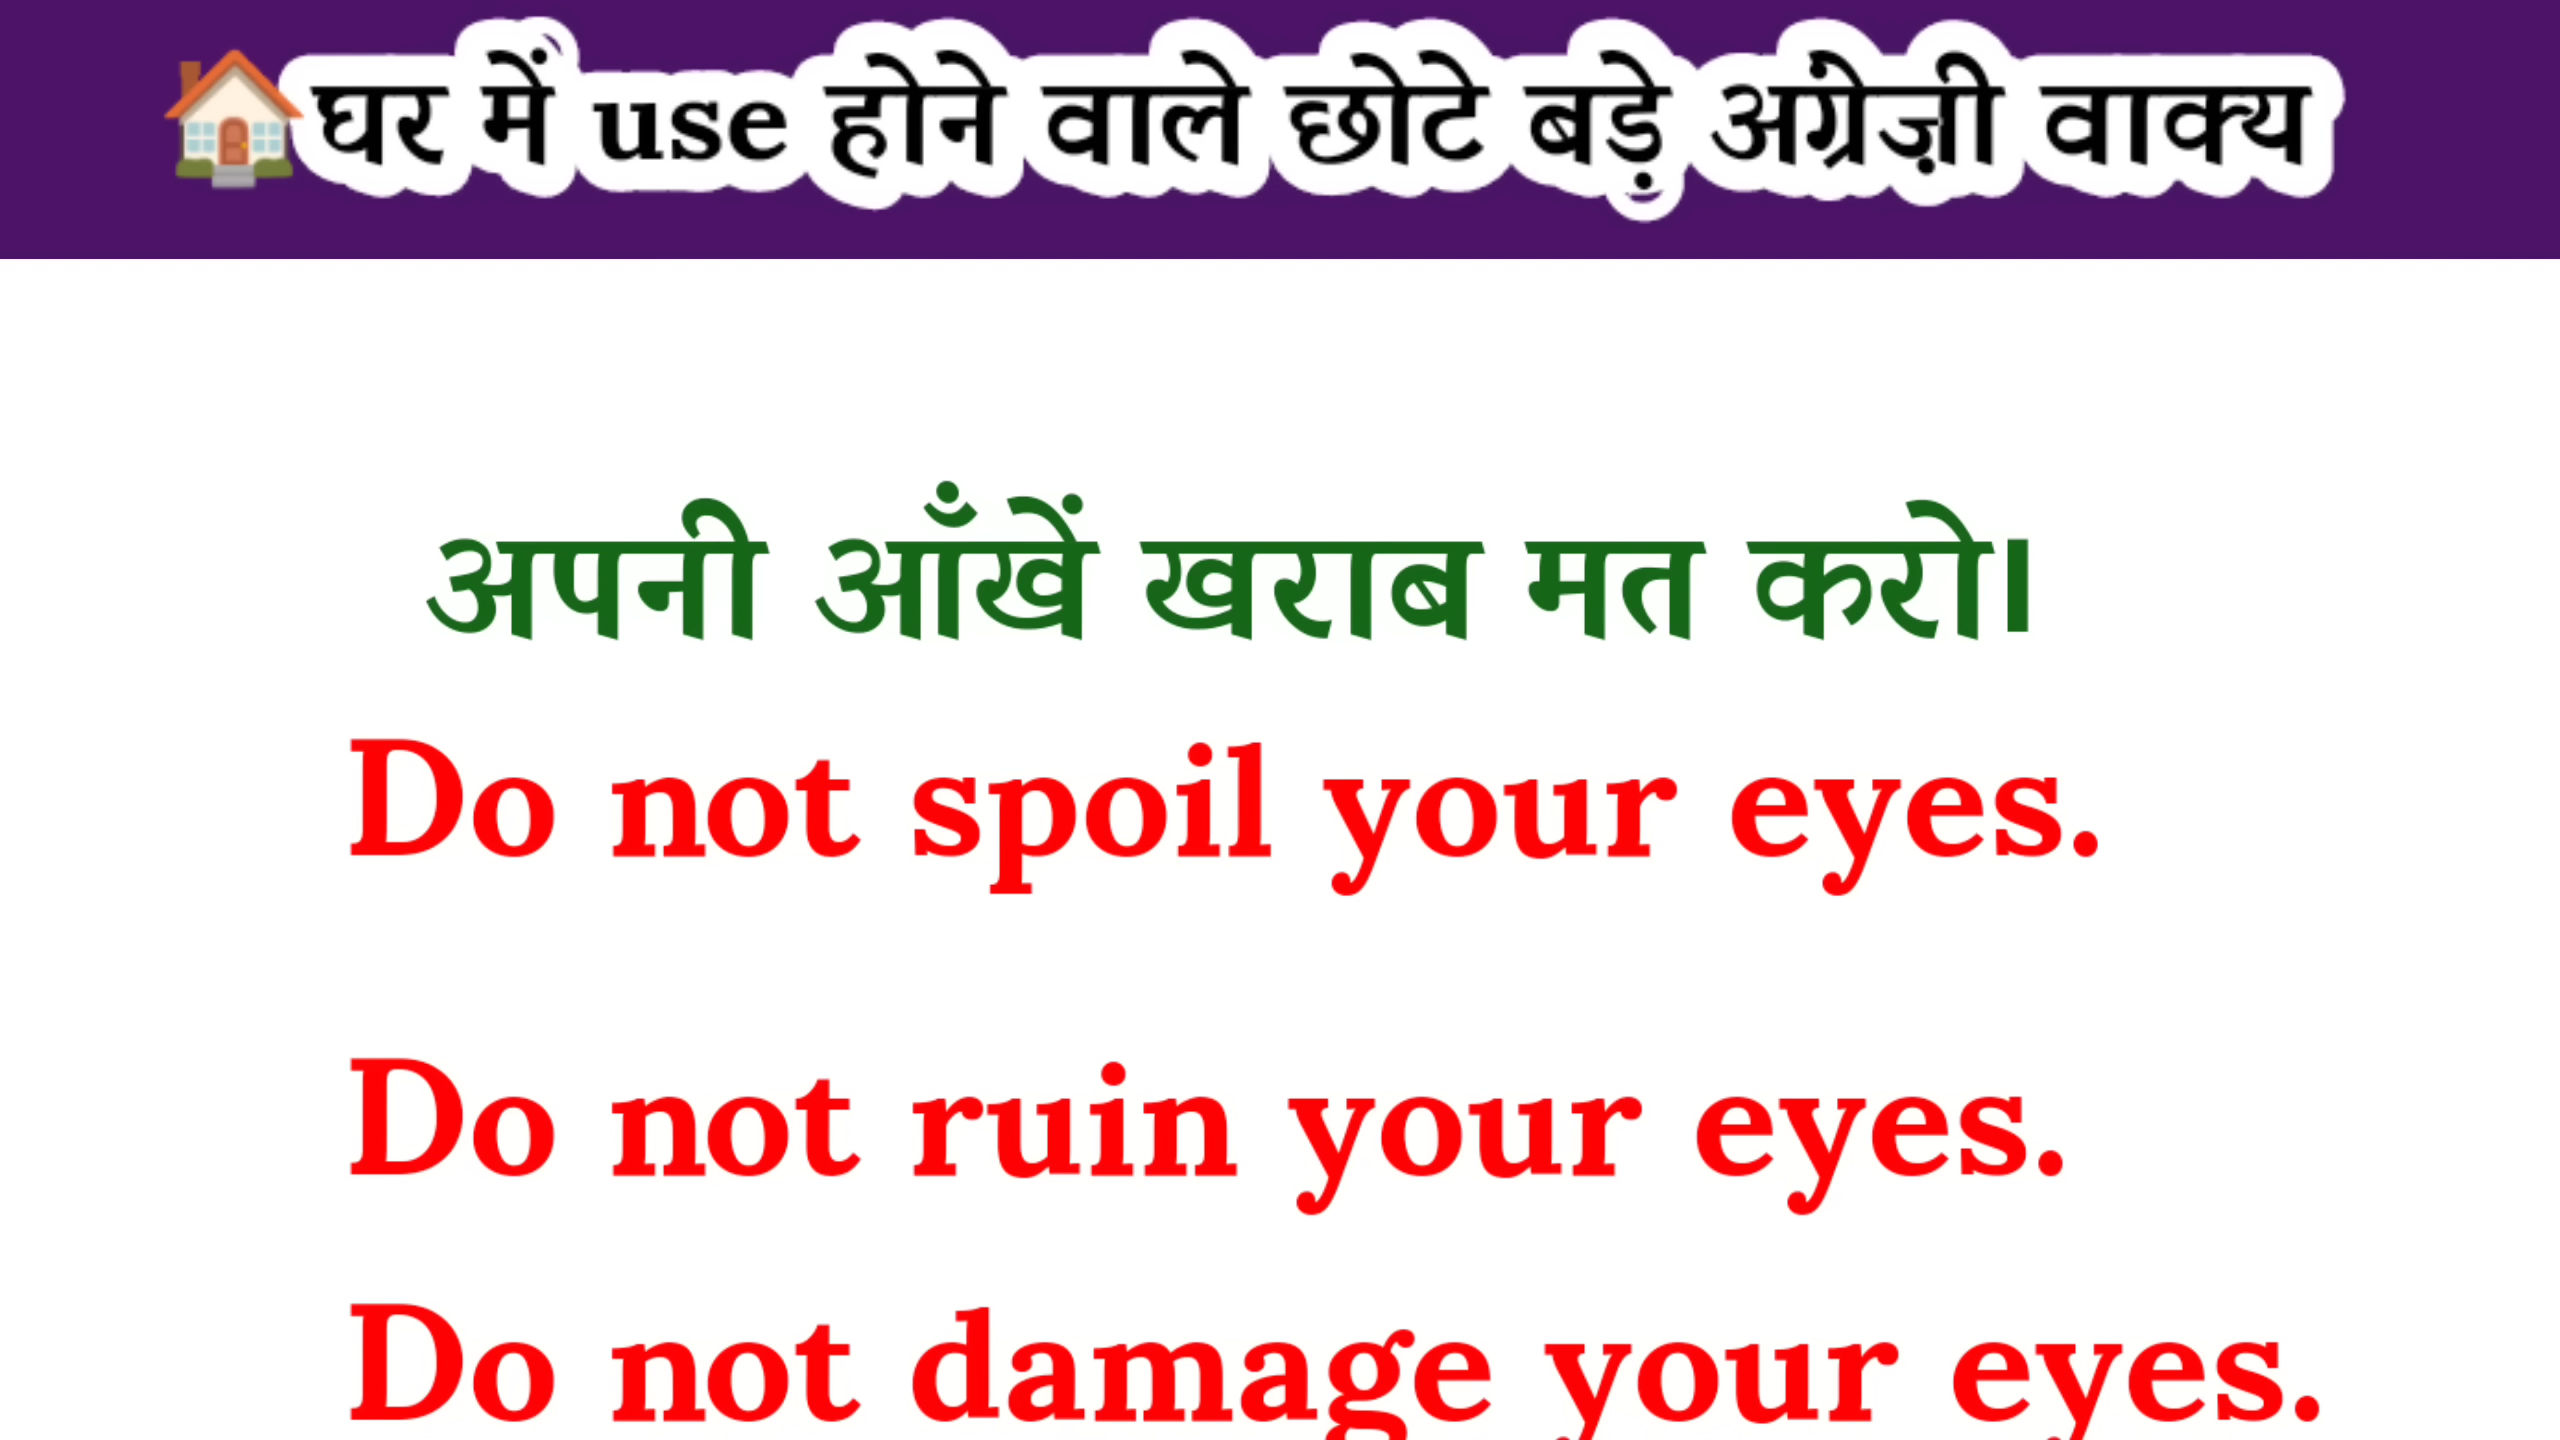 घर में use होने वाले छोटे बड़े अंग्रेज़ी वाक्य
अपनी आँखें खराब मत करो।
Do not spoil your eyes.
Do not ruin your eyes.
Do not damage your eyes.